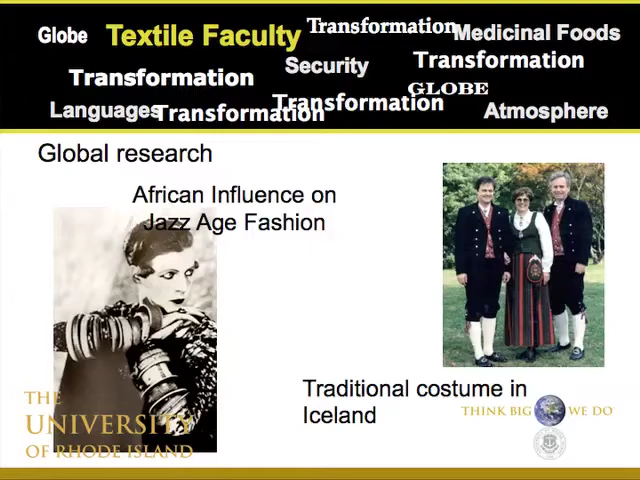 Globe
Textile Faculty
Transformation
Medicinal Foods
Security
Transformation
Transformation
GLOBE
Languages
Transformation
Transformation
Atmosphere
Global research
African Influence on
Jazz Age Fashion
Traditional costume in
Iceland
THE
UNIVERSITY
OF RHODE ISLAND
THINK BIG WE DO